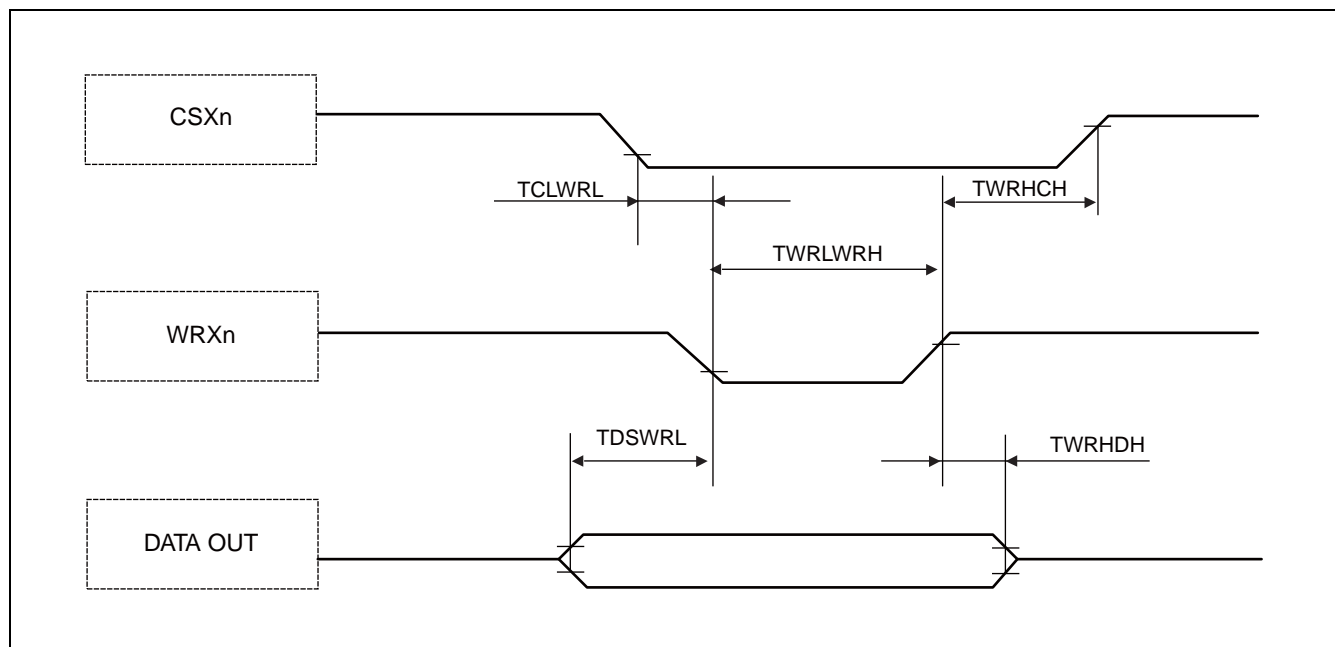 CSXn
TCLWRL
TWRHCH
TWRLWRH
WRXn
TDSWRL
TWRHDH
DATA OUT